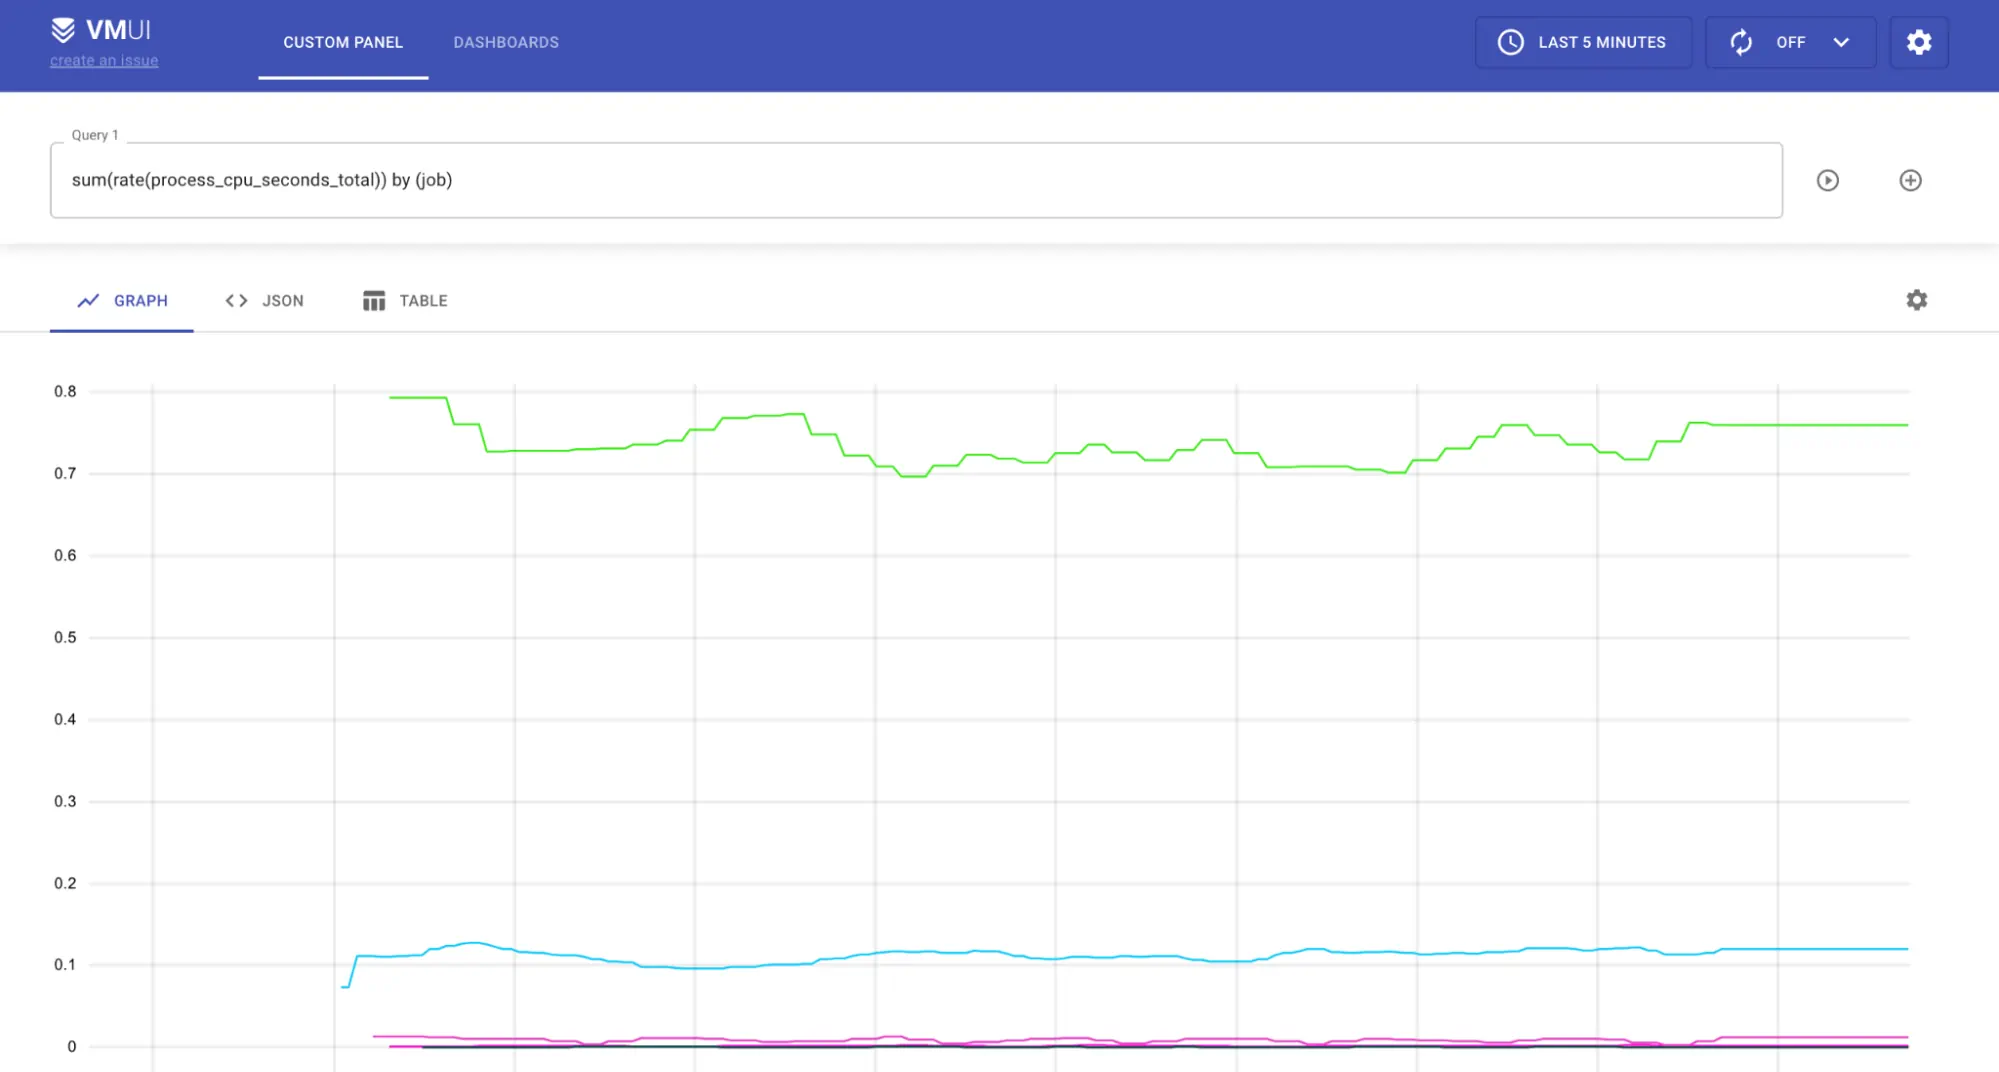 VMUI
create an issue
CUSTOM PANEL
DASHBOARDS
LAST 5 MINUTES
OFF
Query 1
sum(rate(process_cpu_seconds_total)) by (job)
GRAPH
JSON
TABLE
0.8
0.7
0.6
0.5
0.4
0.3
0.2
0.1
0